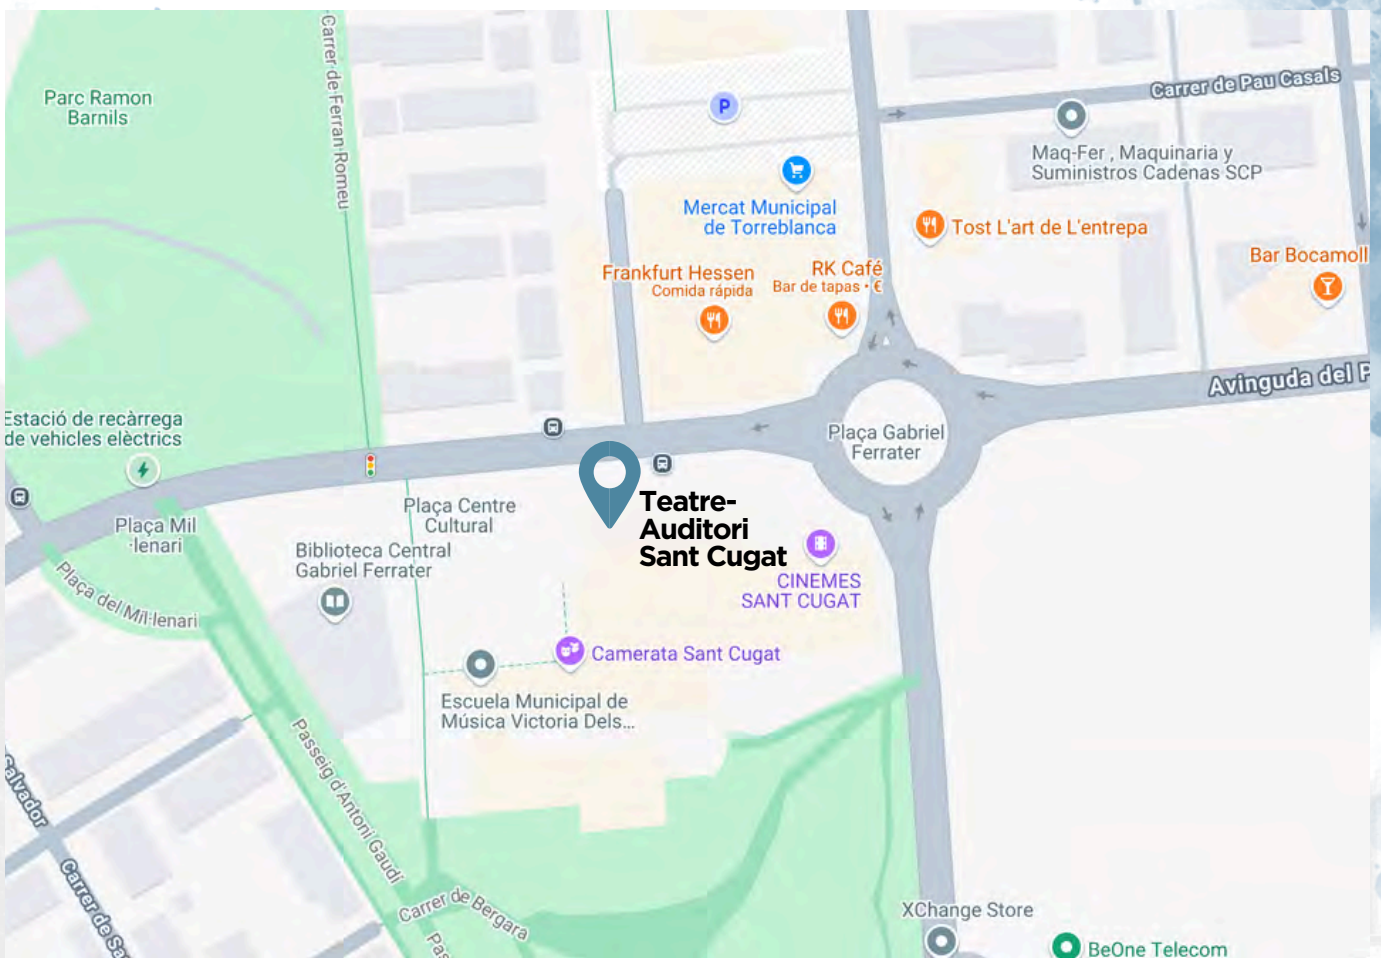 Carrer de Ferran Romeu
Parc Ramon
Barnils
P
Carrer de Pau Casals
Maq-Fer , Maquinaria y
Suministros Cadenas SCP
Mercat Municipal
de Torreblanca
Tost L'art de L'entrepa
Bar Bocamoll
Frankfurt Hessen
Comida rápida
RK Café
Bar de tapas • €
Avinguda del P
Estació de recàrrega
de vehicles elèctrics
Plaça Gabriel
Ferrater
Plaça Mil
·lenari
Plaça Centre
Cultural
Teatre-
Auditori
Sant Cugat
Biblioteca Central
Gabriel Ferrater
CINEMES
SANT CUGAT
Plaça del Mil·lenari
Camerata Sant Cugat
Escuela Municipal de
Música Victoria Dels...
Passeig d'Antoni Gaudí
Salvador
Carrer de Sa
Carrer de Bergara
Pas
XChange Store
BeOne Telecom